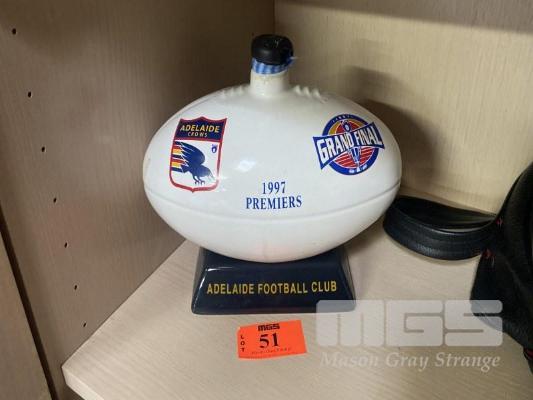 ADELAIDE
CROWS
GRAND FINAL
1997
PREMIERS
ADELAIDE FOOTBALL CLUB
MGS
LOT
51
MGS
Mason Gray Strange